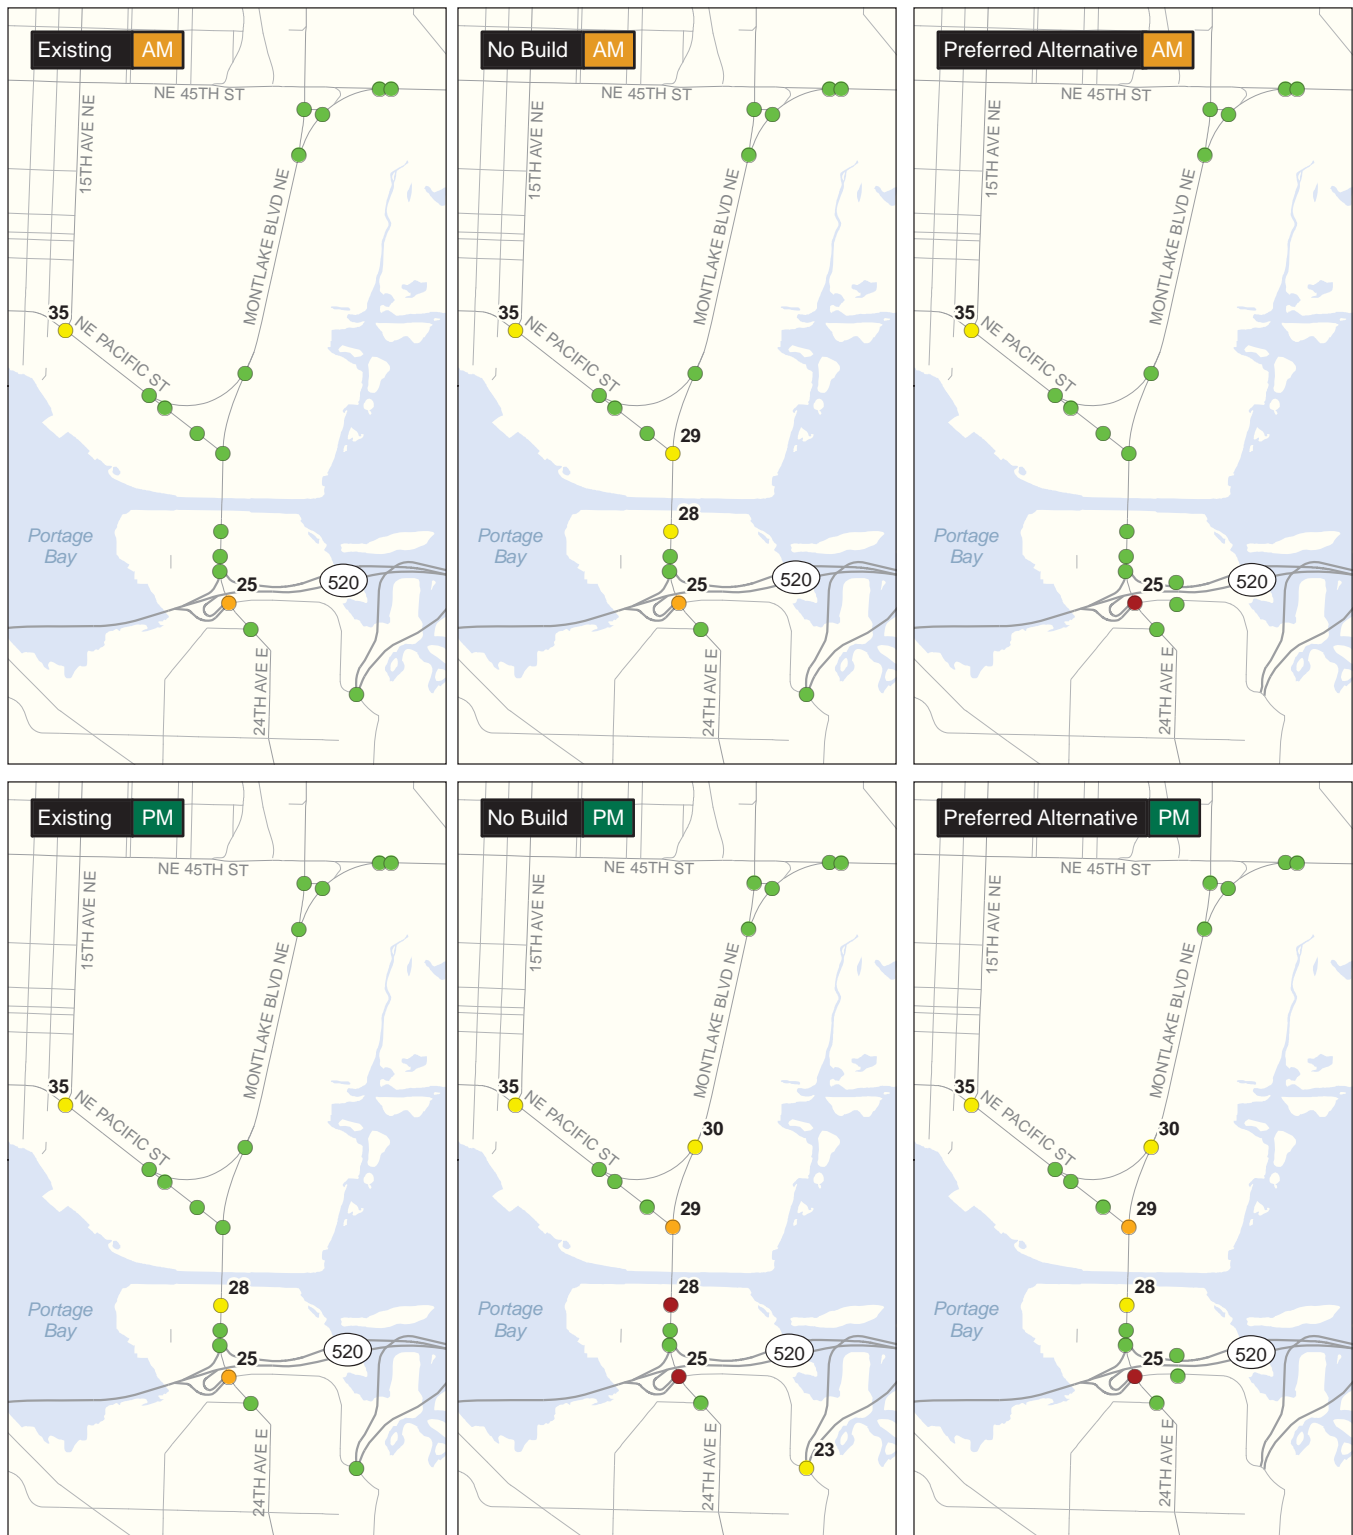 Existing AM
NE 45TH ST
15TH AVE NE
MONTLAKE BLVD NE
35
NE PACIFIC ST
Portage
Bay
25
520
24TH AVE E
No Build AM
NE 45TH ST
15TH AVE NE
MONTLAKE BLVD NE
35
NE PACIFIC ST
29
28
Portage
Bay
25
520
24TH AVE E
Preferred Alternative AM
NE 45TH ST
15TH AVE NE
MONTLAKE BLVD NE
35
NE PACIFIC ST
Portage
Bay
25
520
24TH AVE E
Existing PM
NE 45TH ST
15TH AVE NE
MONTLAKE BLVD NE
35
NE PACIFIC ST
28
Portage
Bay
25
520
24TH AVE E
No Build PM
NE 45TH ST
15TH AVE NE
MONTLAKE BLVD NE
35
NE PACIFIC ST
30
29
28
Portage
Bay
25
520
24TH AVE E
23
Preferred Alternative PM
NE 45TH ST
15TH AVE NE
MONTLAKE BLVD NE
35
NE PACIFIC ST
30
29
28
Portage
Bay
25
520
24TH AVE E